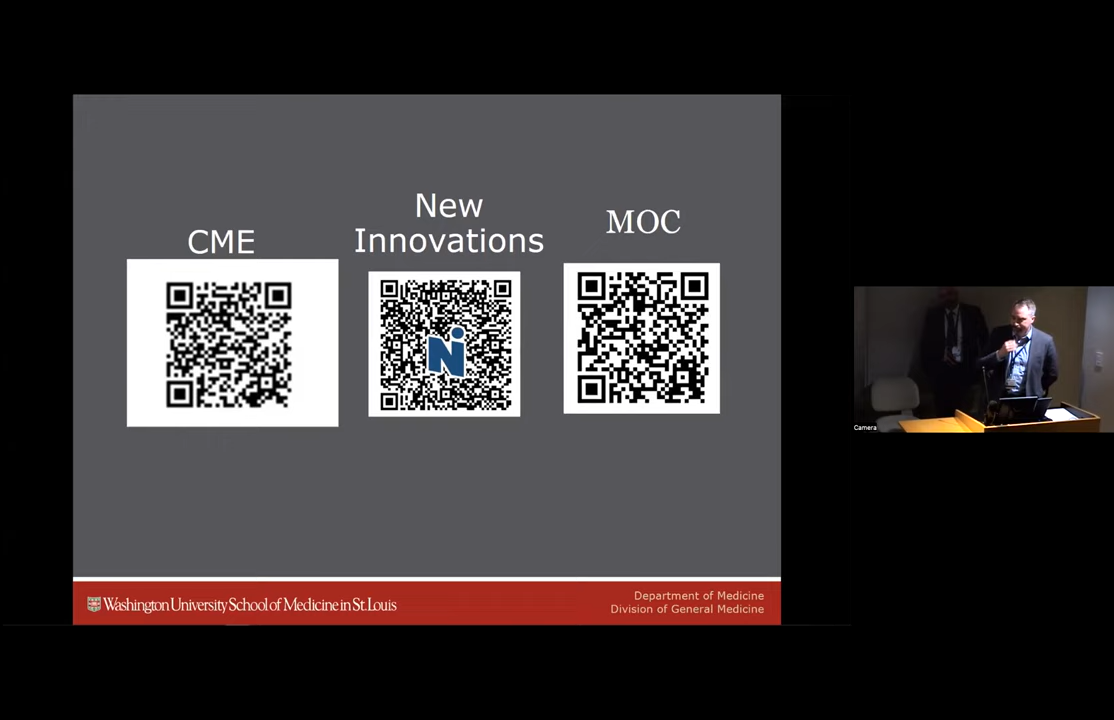 CME
New
Innovations
MOC
Ni
Washington University School of Medicine in St. Louis
Department of Medicine
Division of General Medicine
Camera